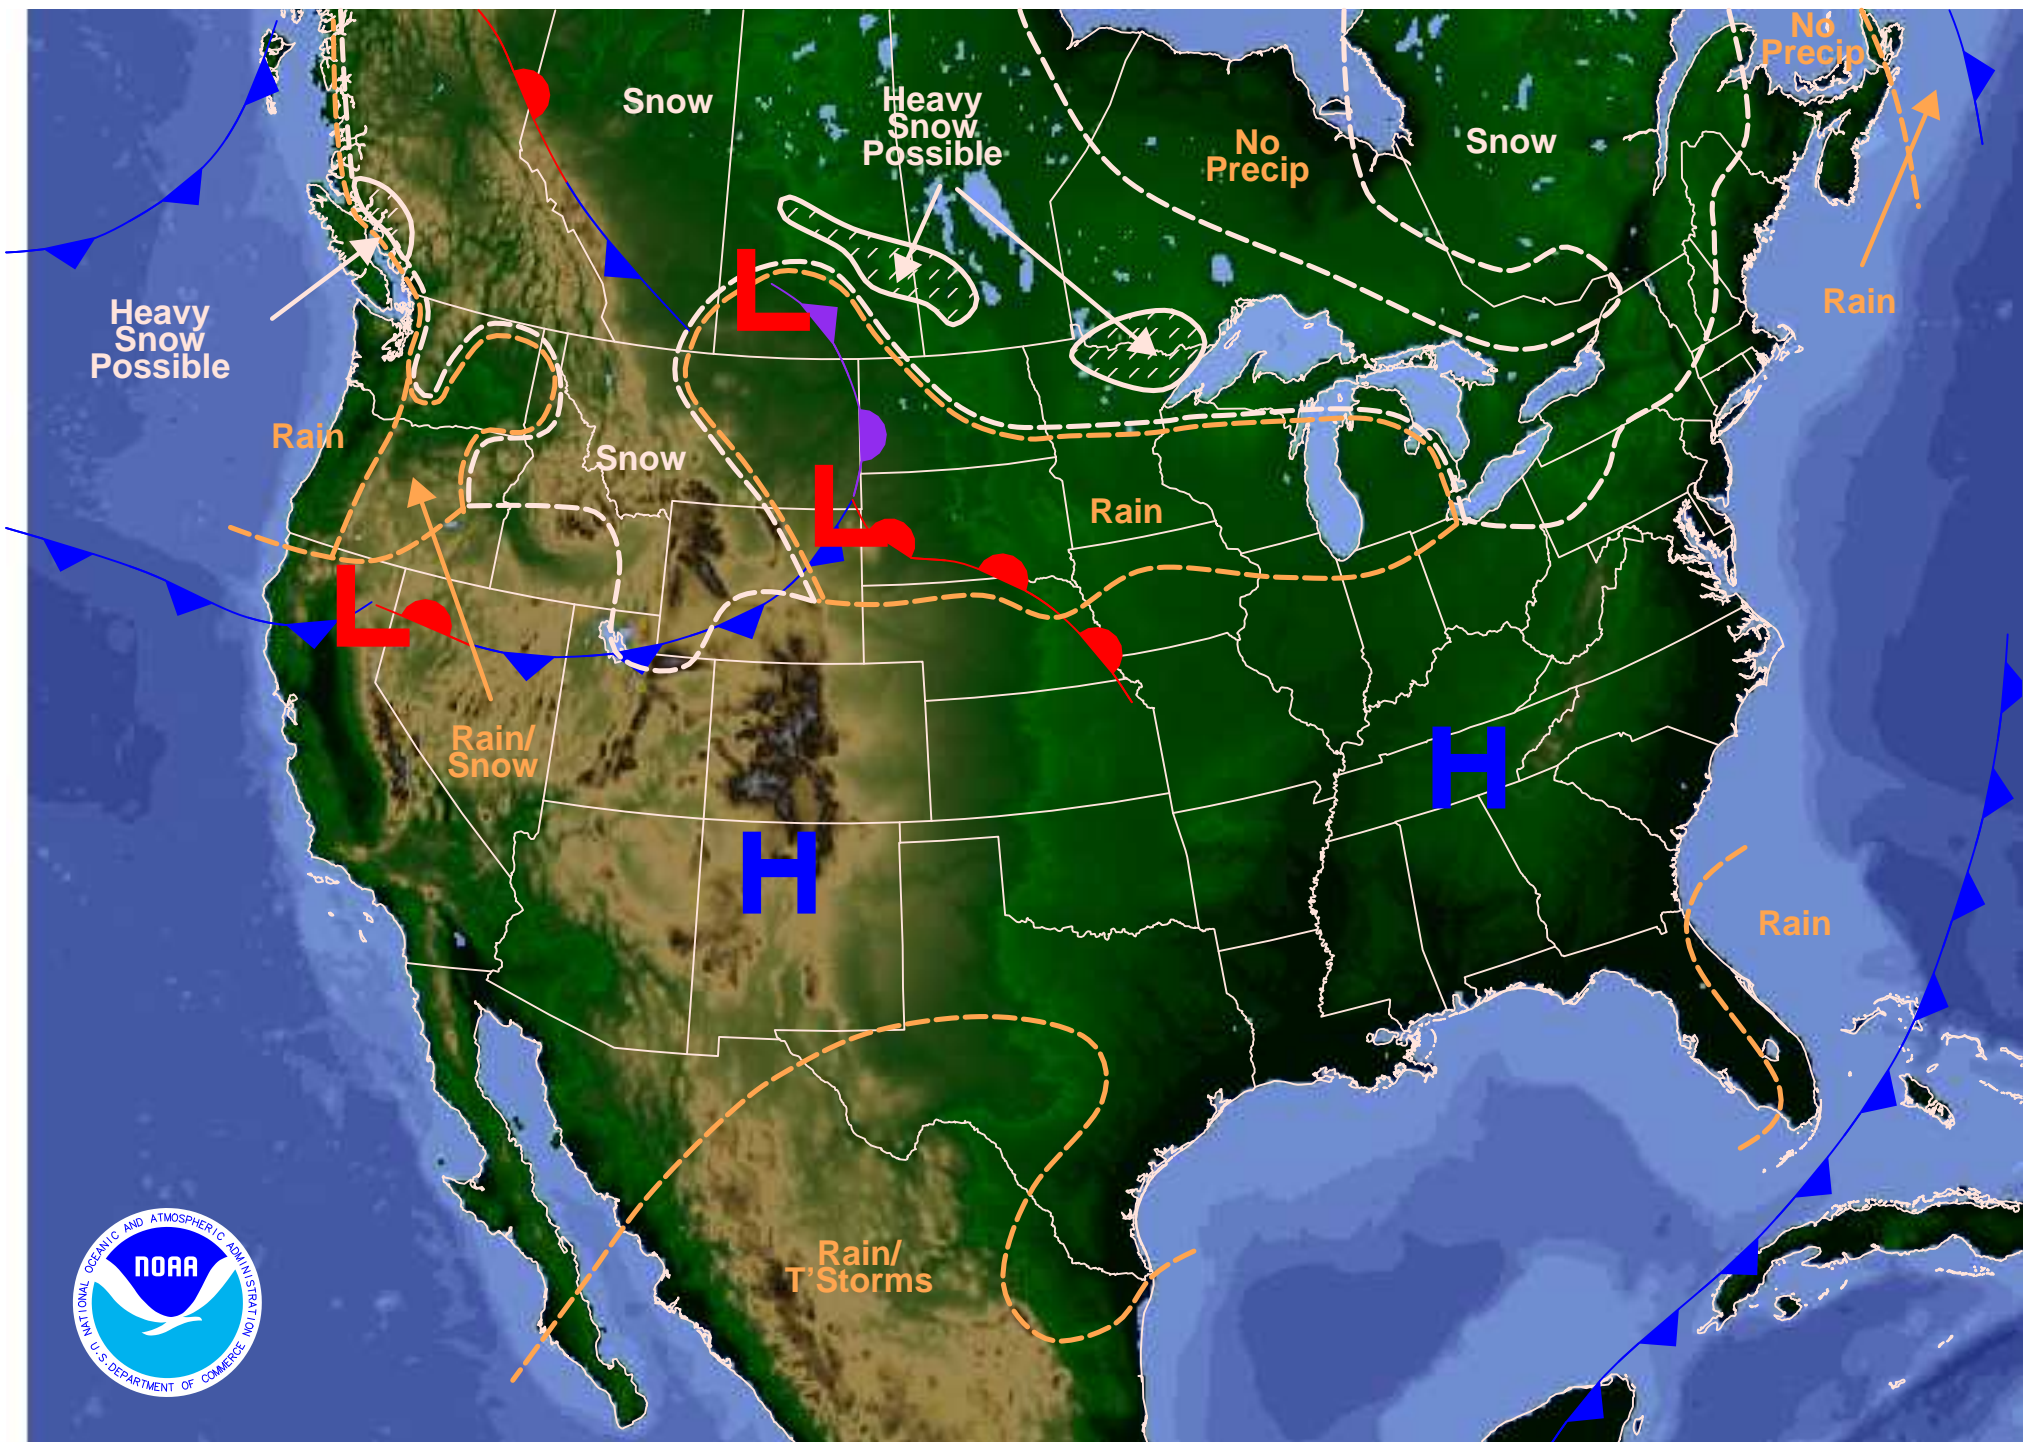 No
Precip
Snow
Heavy
Snow
Possible
No
Precip
Snow
Heavy
Snow
Possible
Rain
Rain
Snow
Rain
L
L
L
Rain/
Snow
H
H
Rain
Rain/
T'Storms
NATIONAL OCEANIC AND ATMOSPHERIC ADMINISTRATION
NOAA
U.S. DEPARTMENT OF COMMERCE